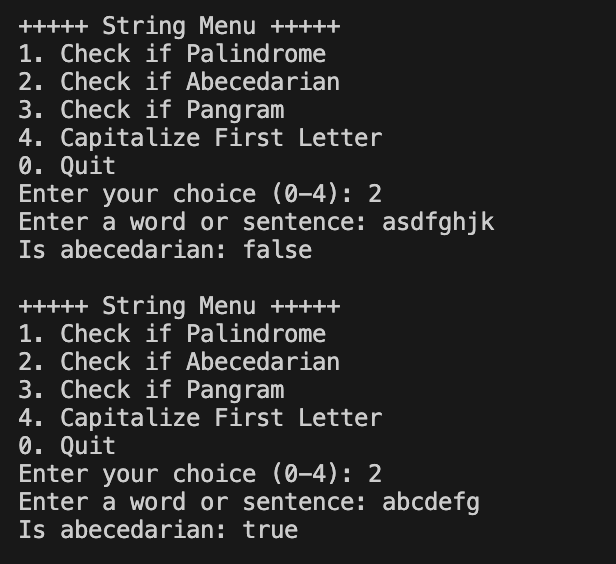 +++++ String Menu +++++
1. Check if Palindrome
2. Check if Abecedarian
3. Check if Pangram
4. Capitalize First Letter
0. Quit
Enter your choice (0-4): 2
Enter a word or sentence: asdfghjk
Is abecedarian: false

+++++ String Menu +++++
1. Check if Palindrome
2. Check if Abecedarian
3. Check if Pangram
4. Capitalize First Letter
0. Quit
Enter your choice (0-4): 2
Enter a word or sentence: abcdefg
Is abecedarian: true